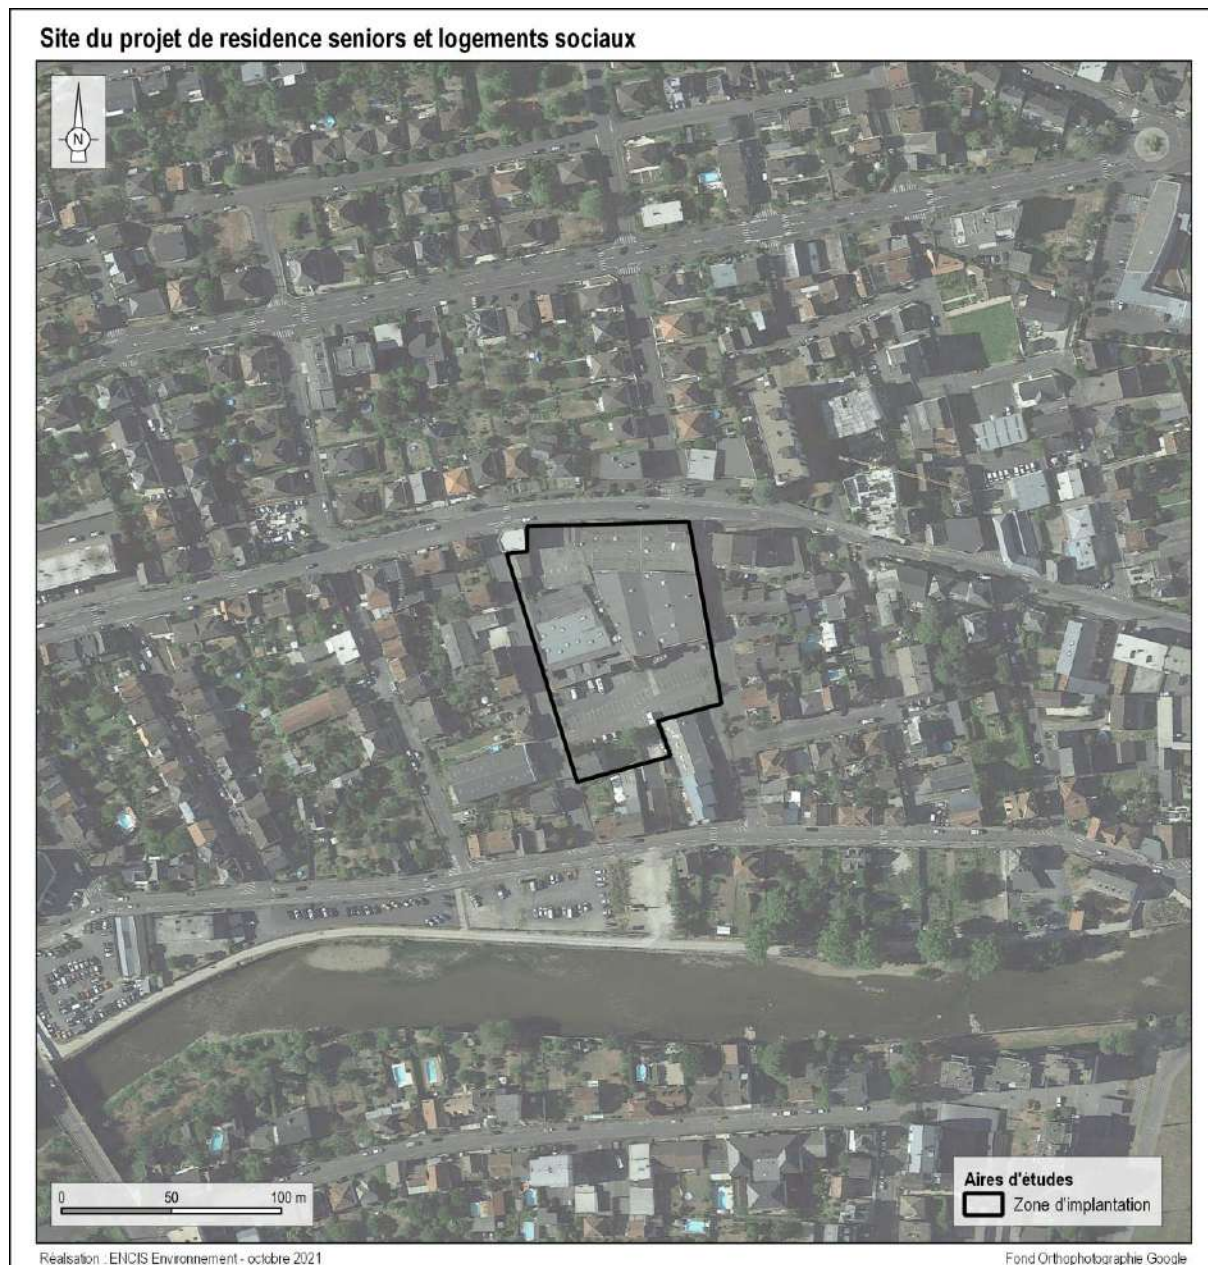 Site du projet de residence seniors et logements sociaux
N
Aires d'études
Zone d'implantation
0 50 100 m
Réalisation : ENCIS Environnement - octobre 2021
Fond Orthophotographie Google